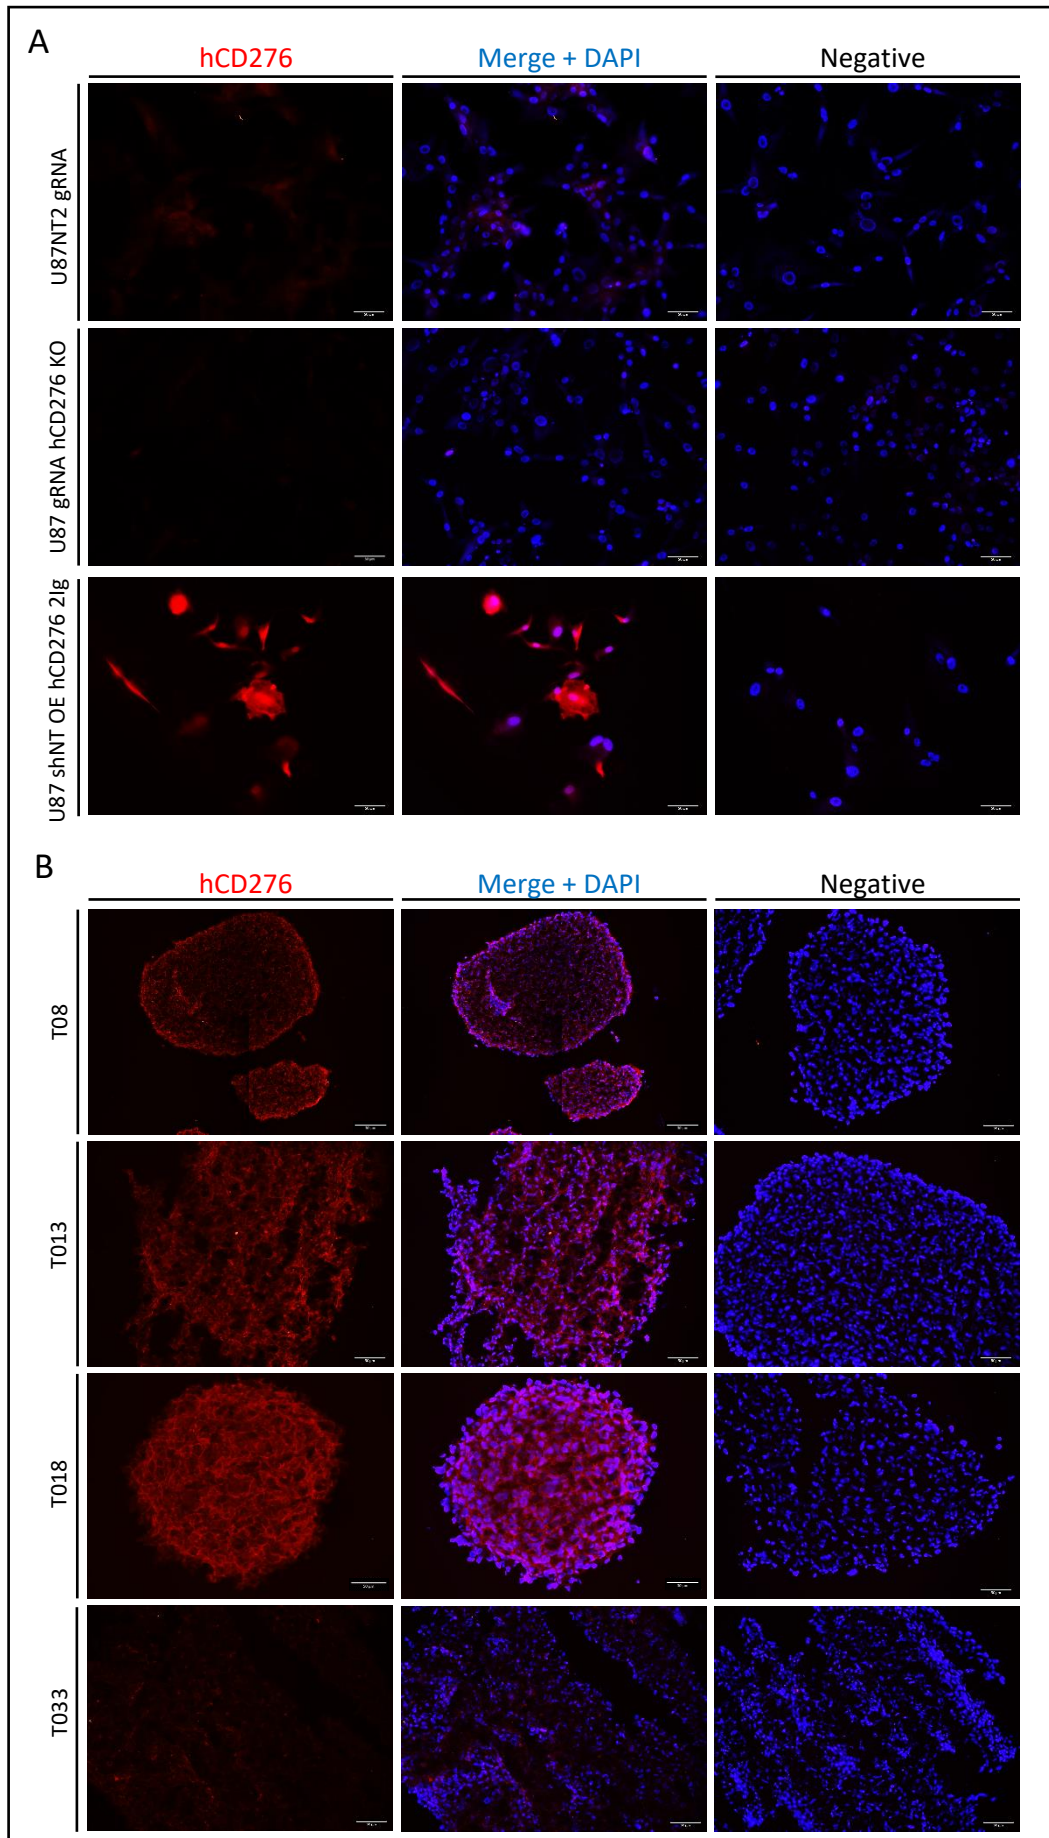 A
hCD276
Merge + DAPI
Negative
U87NT2 gRNA
U87 gRNA hCD276 KO
U87 shNT OE hCD276 2Ig
B
hCD276
Merge + DAPI
Negative
T08
T013
T018
T033